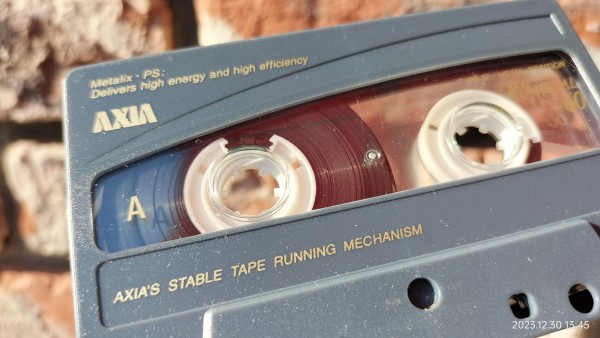 Metalix · PS:
Delivers high energy and high efficiency
AXIA
A
AXIA'S STABLE TAPE RUNNING MECHANISM
2023.12.30 13:45